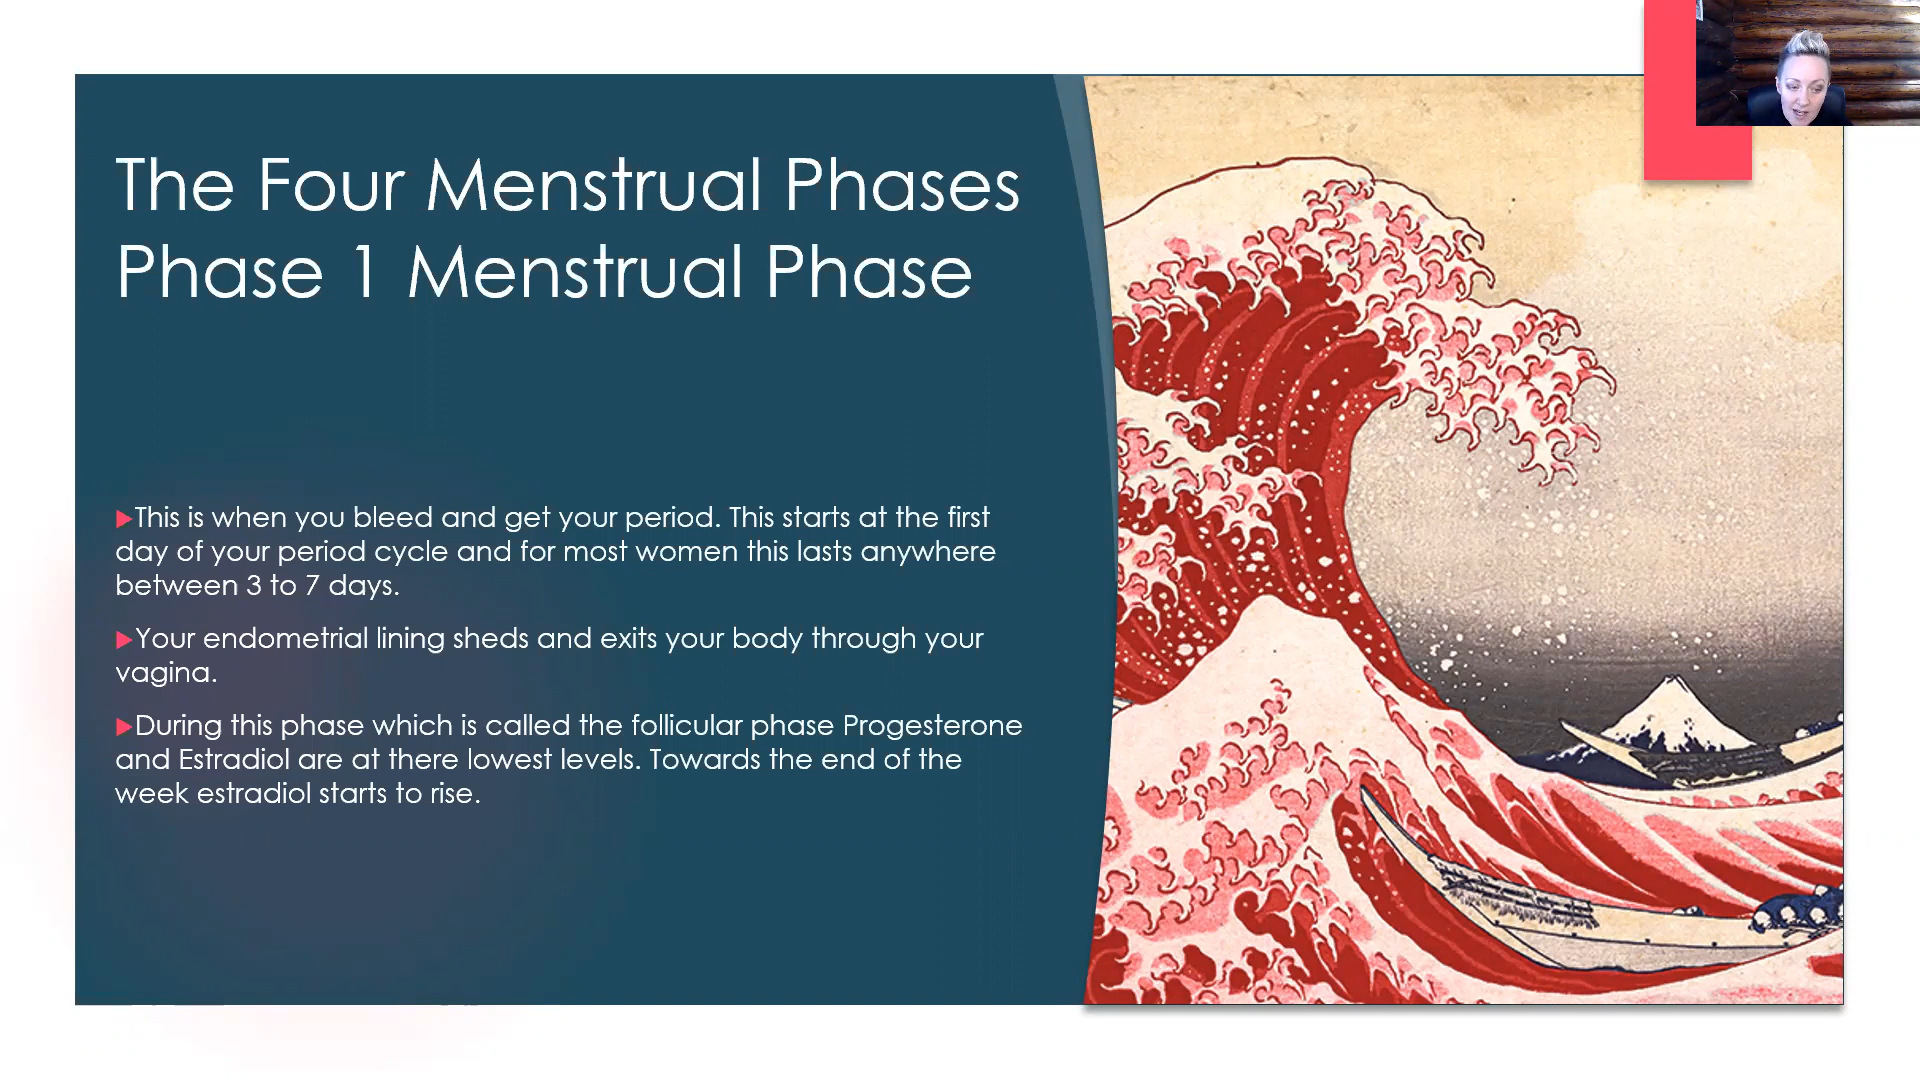 The Four Menstrual Phases
Phase 1 Menstrual Phase
This is when you bleed and get your period. This starts at the first
day of your period cycle and for most women this lasts anywhere
between 3 to 7 days.
Your endometrial lining sheds and exits your body through your
vagina.
During this phase which is called the follicular phase Progesterone
and Estradiol are at there lowest levels. Towards the end of the
week estradiol starts to rise.